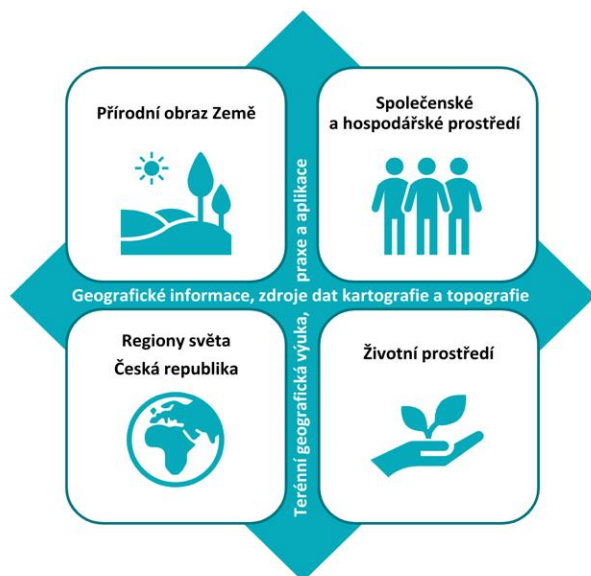 Přírodní obraz Země
Společenské
a hospodářské prostředí
Geografické informace, zdroje dat kartografie a topografie
Terénní geografická výuka, praxe a aplikace
Regiony světa
Česká republika
Životní prostředí